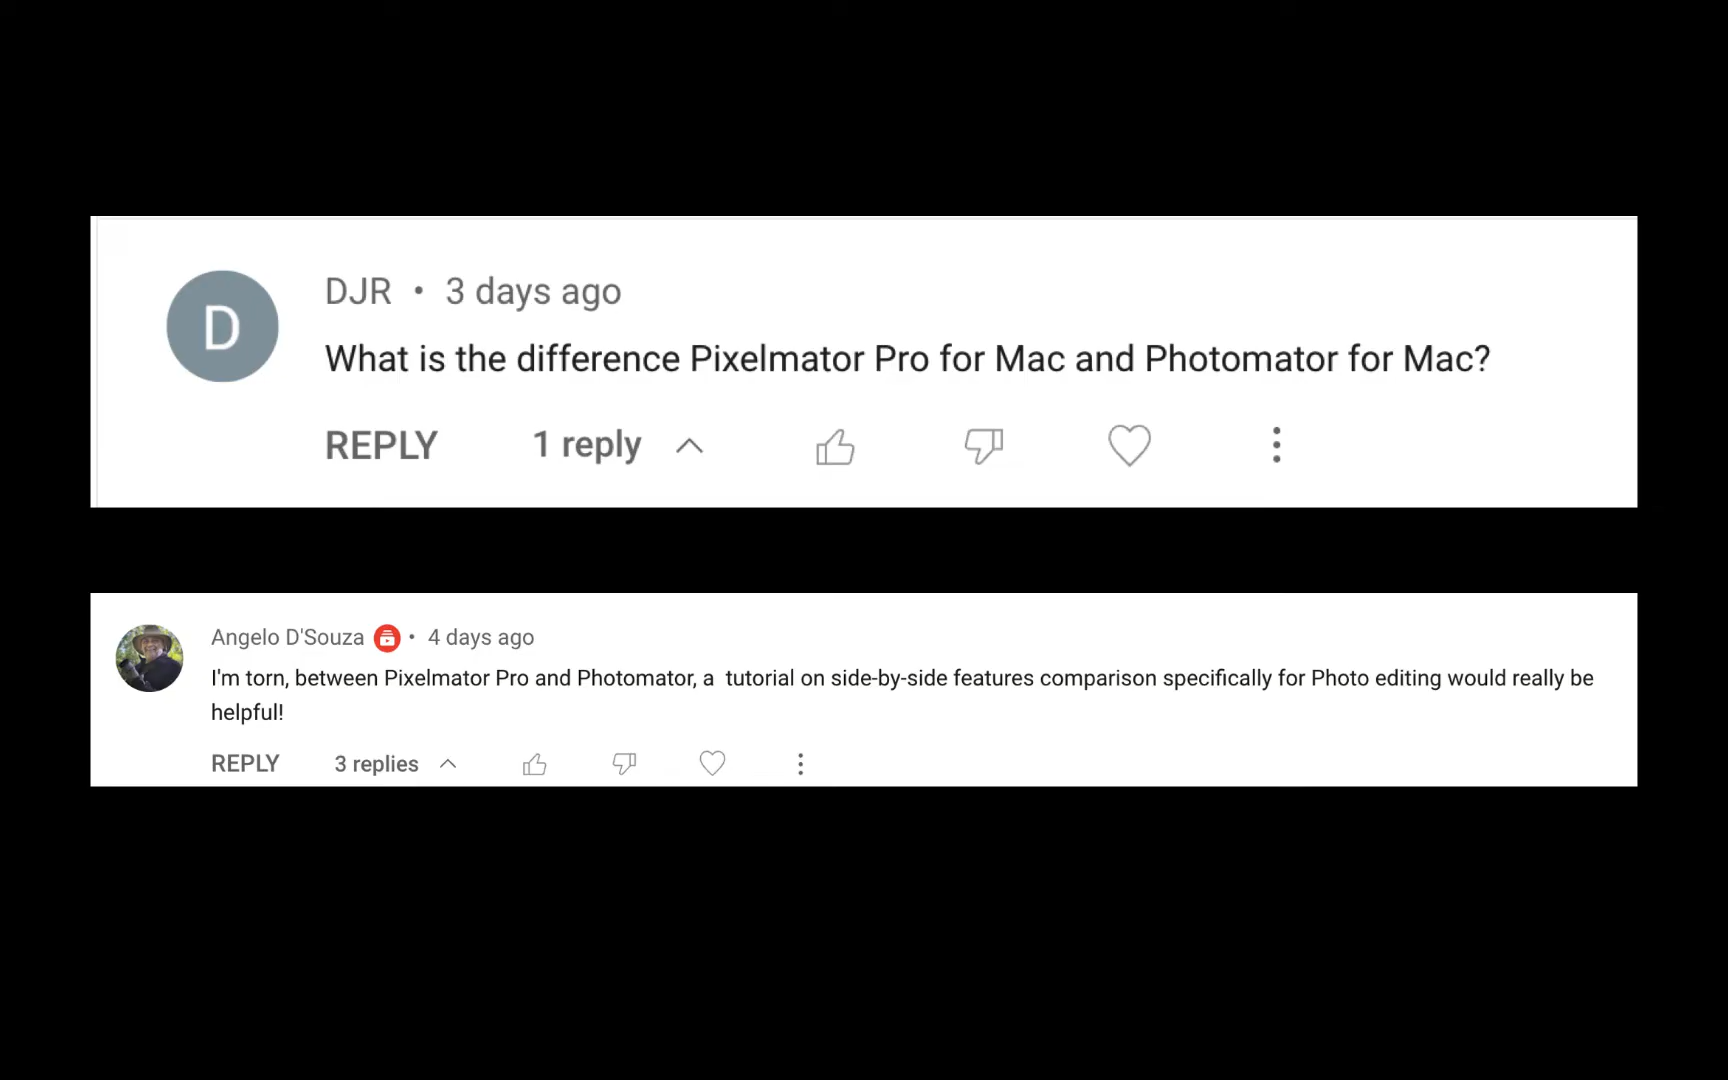 D
DJR • 3 days ago
What is the difference Pixelmator Pro for Mac and Photomator for Mac?
REPLY 1 reply
Angelo D'Souza • 4 days ago
I'm torn, between Pixelmator Pro and Photomator, a  tutorial on side-by-side features comparison specifically for Photo editing would really be
helpful!
REPLY 3 replies